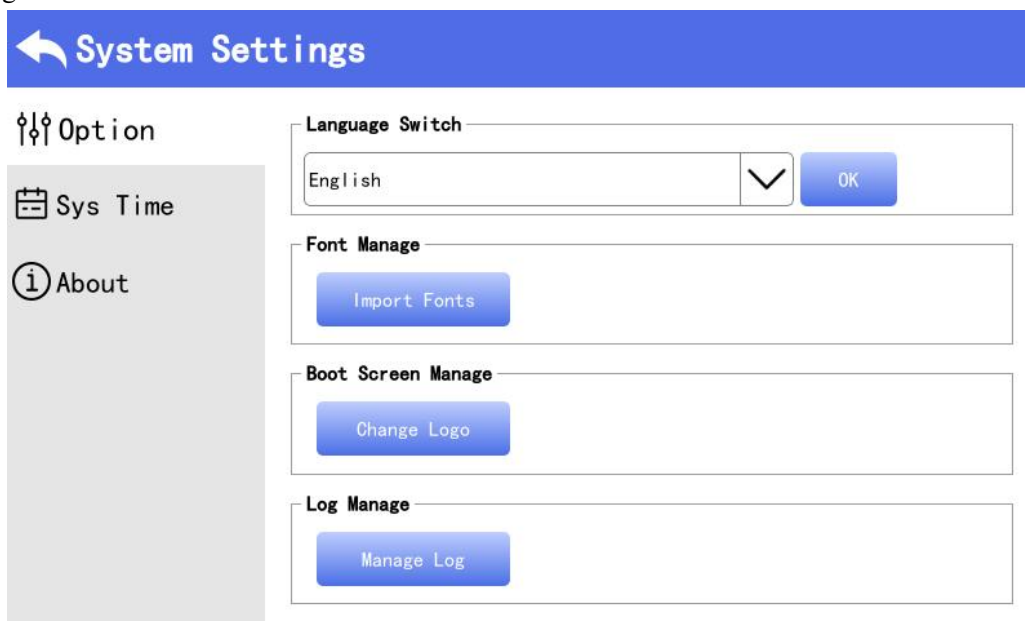 System Settings
Option
Sys Time
About
Language Switch
English
OK
Font Manage
Import Fonts
Boot Screen Manage
Change Logo
Log Manage
Manage Log